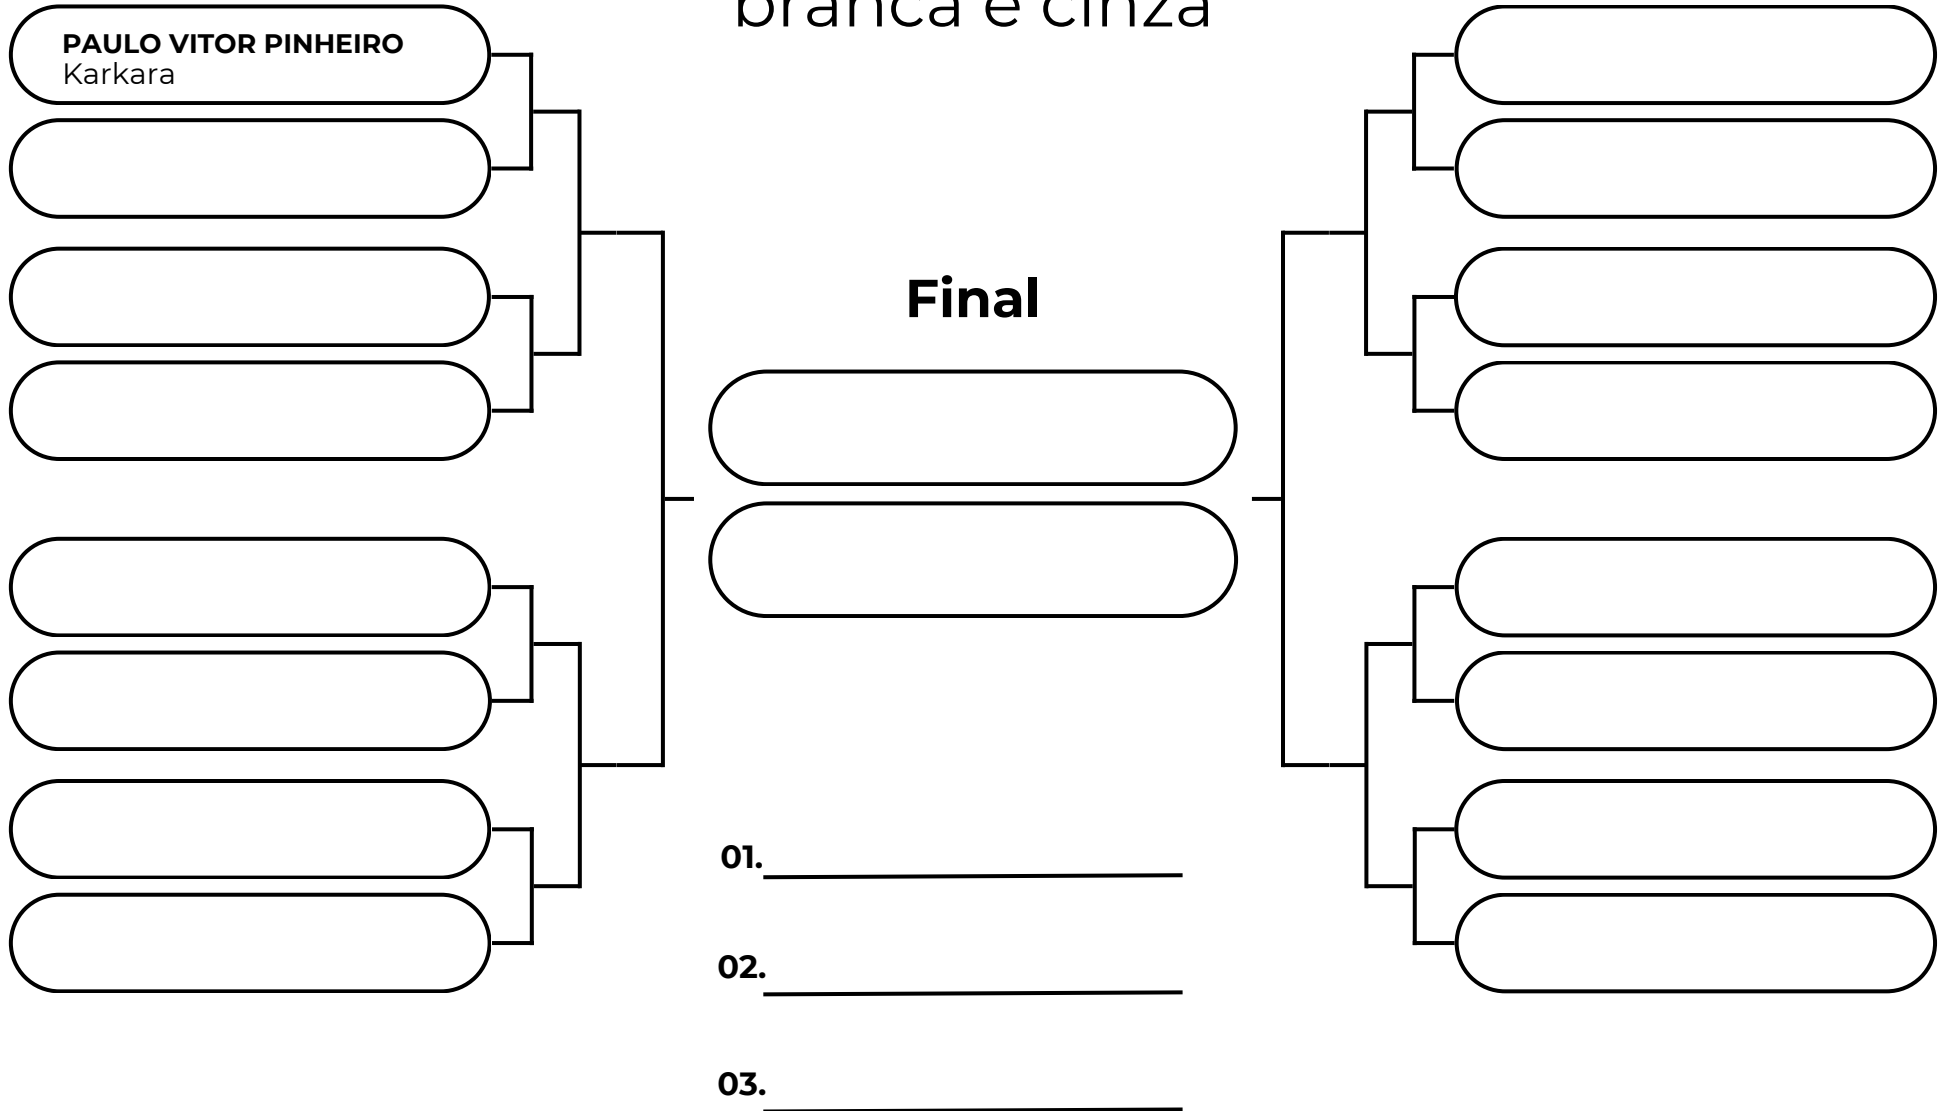 branca e cinza
PAULO VITOR PINHEIRO
Karkara
Final
01.
02.
03.